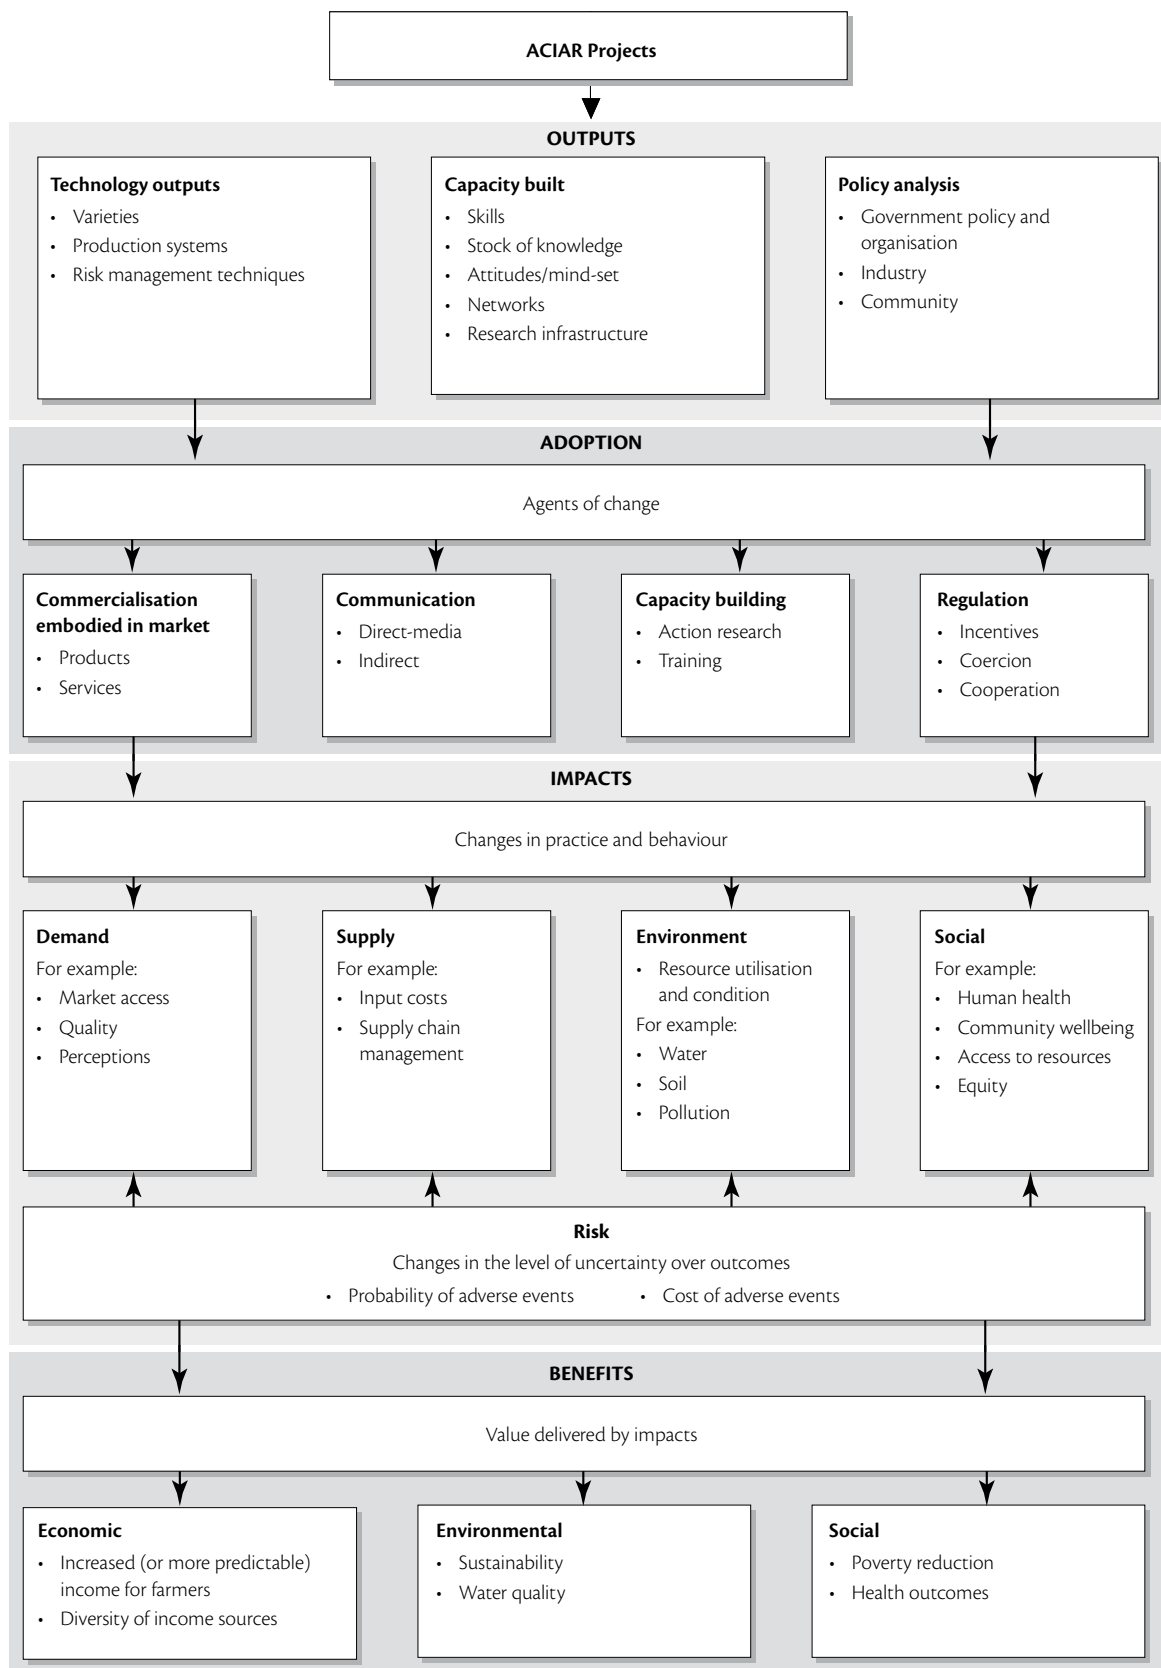 ACIAR Projects
OUTPUTS
Technology outputs
• Varieties
• Production systems
• Risk management techniques
Capacity built
• Skills
• Stock of knowledge
• Attitudes/mind-set
• Networks
• Research infrastructure
Policy analysis
• Government policy and
organisation
• Industry
• Community
ADOPTION
Agents of change
Commercialisation
embodied in market
• Products
• Services
Communication
• Direct-media
• Indirect
Capacity building
• Action research
• Training
Regulation
• Incentives
• Coercion
• Cooperation
IMPACTS
Changes in practice and behaviour
Demand
For example:
• Market access
• Quality
• Perceptions
Supply
For example:
• Input costs
• Supply chain
management
Environment
• Resource utilisation
and condition
For example:
• Water
• Soil
• Pollution
Social
For example:
• Human health
• Community wellbeing
• Access to resources
• Equity
Risk
Changes in the level of uncertainty over outcomes
• Probability of adverse events • Cost of adverse events
BENEFITS
Value delivered by impacts
Economic
• Increased (or more predictable)
income for farmers
• Diversity of income sources
Environmental
• Sustainability
• Water quality
Social
• Poverty reduction
• Health outcomes